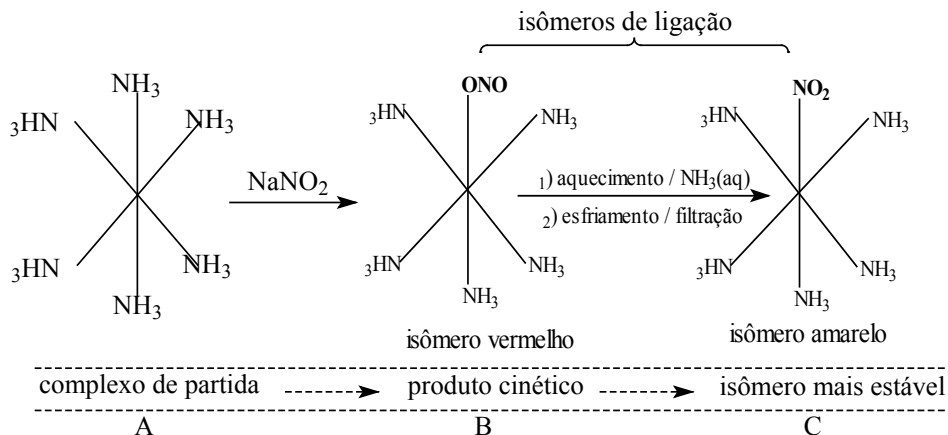 isômeros de ligação
NH₃
₃HN
NH₃
₃HN
NH₃
NH₃
NaNO₂
ONO
₃HN
NH₃
₃HN
NH₃
NH₃
isômero vermelho
1) aquecimento / NH₃(aq)
2) esfriamento / filtração
NO₂
₃HN
NH₃
₃HN
NH₃
NH₃
isômero amarelo
complexo de partida
produto cinético
isômero mais estável
A
B
C